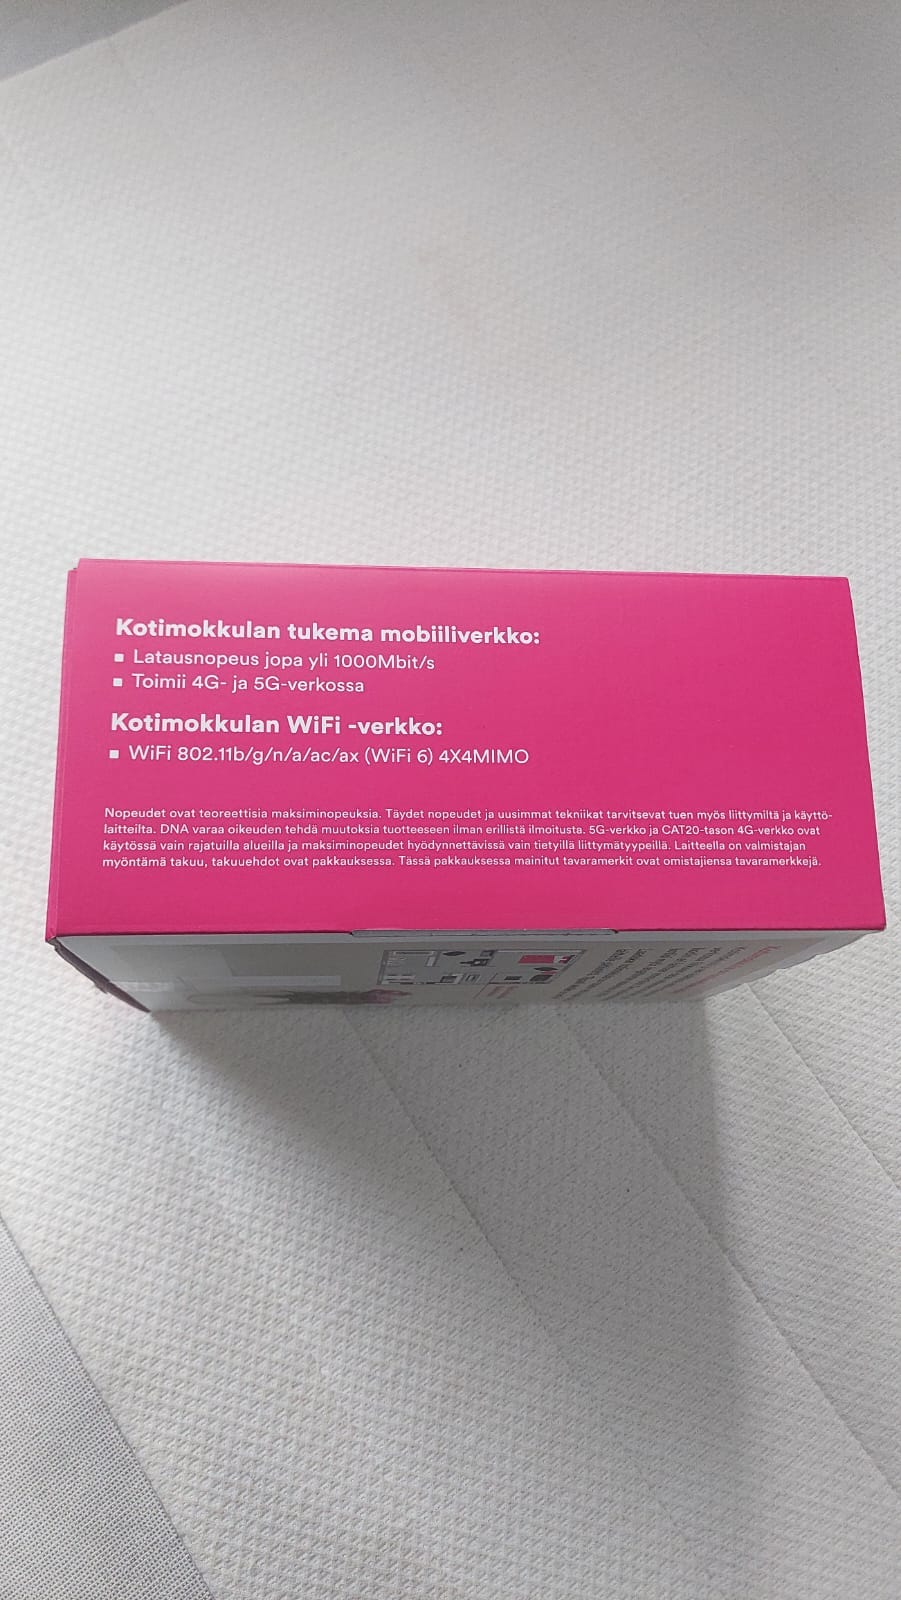 Kotimokkulan tukema mobiiliverkko:
▪ Latausnopeus jopa yli 1000Mbit/s
▪ Toimii 4G- ja 5G-verkossa
Kotimokkulan WiFi -verkko:
▪ WiFi 802.11b/g/n/a/ac/ax (WiFi 6) 4X4MIMO
Nopeudet ovat teoreettisia maksiminopeuksia. Täydet nopeudet ja uusimmat tekniikat tarvitsevat tuen myös liittymiltä ja käyttö-
laitteilta. DNA varaa oikeuden tehdä muutoksia tuotteeseen ilman erillistä ilmoitusta. 5G-verkko ja CAT20-tason 4G-verkko ovat
käytössä vain rajatuilla alueilla ja maksiminopeudet hyödynnettävissä vain tietyillä liittymätyypeillä. Laitteella on valmistajan
myöntämä takuu, takuuehdot ovat pakkauksessa. Tässä pakkauksessa mainitut tavaramerkit ovat omistajiensa tavaramerkkejä.